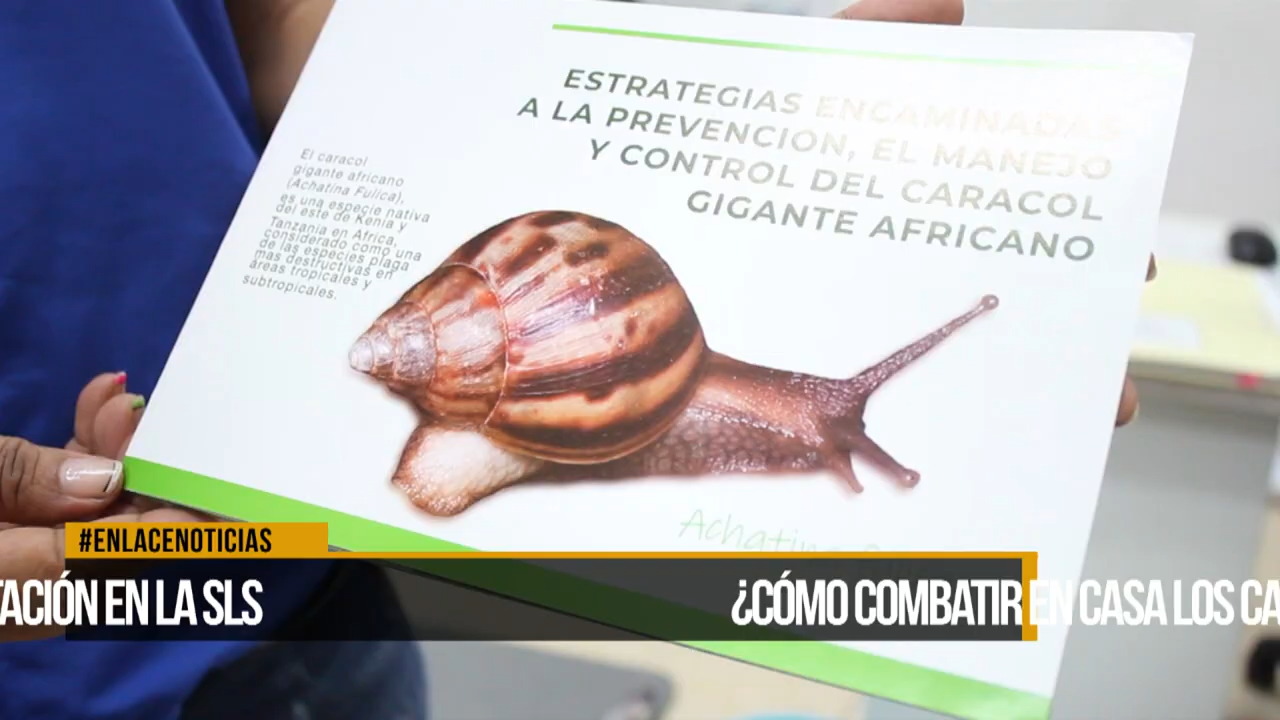 ESTRATEGIAS ENCAMINADAS
A LA PREVENCION, EL MANEJO
Y CONTROL DEL CARACOL
GIGANTE AFRICANO
El caracol
gigante africano
(Achatina Fulica),
es una especie nativa
del este de Kenia y
Tanzania en Africa,
considerado como una
de las especies plaga
mas destructivas en
áreas tropicales y
subtropicales.
Achatina
#ENLACENOTICIAS
TACIÓN EN LA SLS
¿CÓMO COMBATIR EN CASA LOS CA